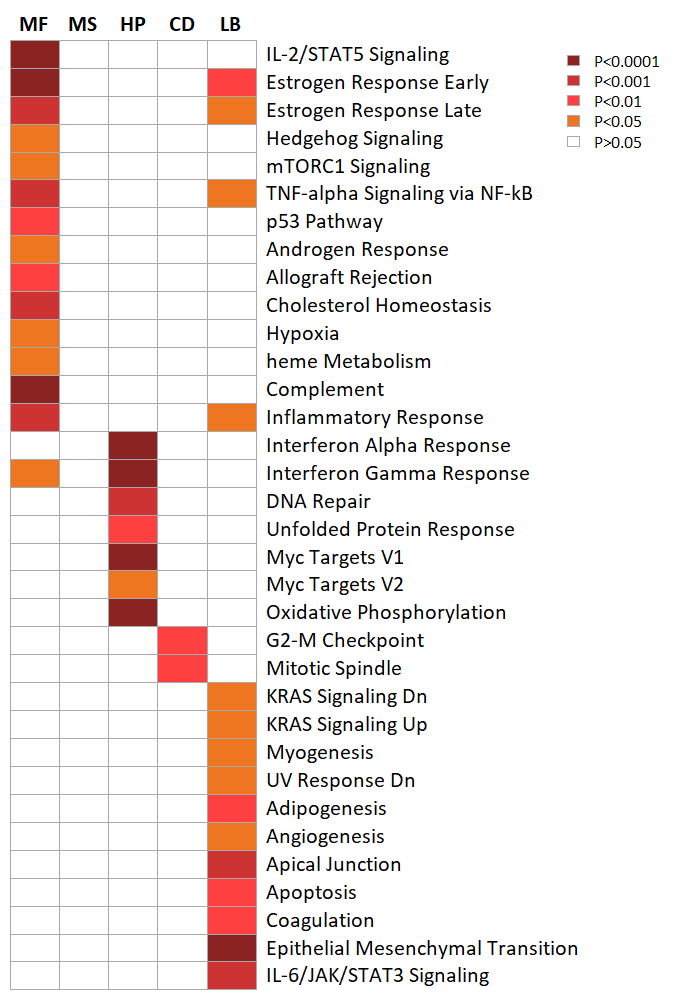 MF MS HP CD LB
IL-2/STAT5 Signaling
Estrogen Response Early
Estrogen Response Late
Hedgehog Signaling
mTORC1 Signaling
TNF-alpha Signaling via NF-kB
p53 Pathway
Androgen Response
Allograft Rejection
Cholesterol Homeostasis
Hypoxia
heme Metabolism
Complement
Inflammatory Response
Interferon Alpha Response
Interferon Gamma Response
DNA Repair
Unfolded Protein Response
Myc Targets V1
Myc Targets V2
Oxidative Phosphorylation
G2-M Checkpoint
Mitotic Spindle
KRAS Signaling Dn
KRAS Signaling Up
Myogenesis
UV Response Dn
Adipogenesis
Angiogenesis
Apical Junction
Apoptosis
Coagulation
Epithelial Mesenchymal Transition
IL-6/JAK/STAT3 Signaling
P<0.0001
P<0.001
P<0.01
P<0.05
P>0.05